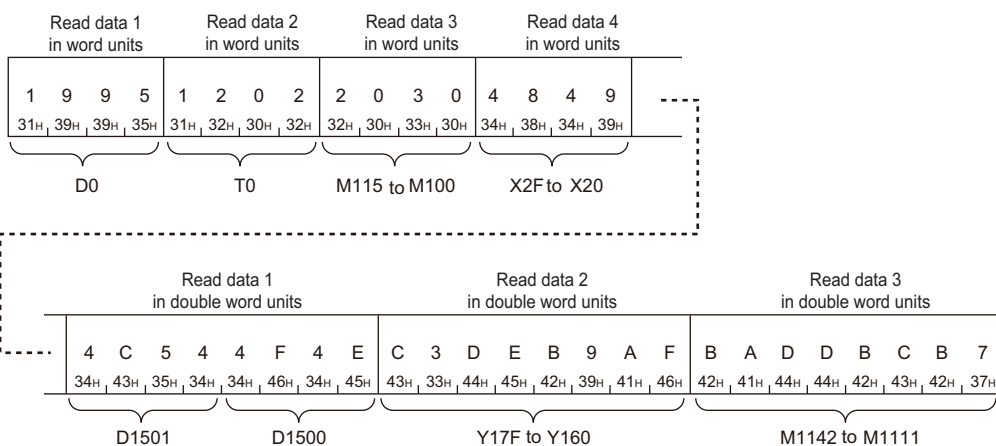 Read data 1 Read data 2 Read data 3 Read data 4
in word units in word units in word units in word units
1 9 9 5 1 2 0 2 2 0 3 0 4 8 4 9
31H 39H 39H 35H 31H 32H 30H 32H 32H 30H 33H 30H 34H 38H 34H 39H
D0 T0 M115 to M100 X2F to X20
Read data 1 Read data 2 Read data 3
in double word units in double word units in double word units
4 C 5 4 4 F 4 E C 3 D E B 9 A F B A D D B C B 7
34H 43H 35H 34H 34H 46H 34H 45H 43H 33H 44H 45H 42H 39H 41H 46H 42H 41H 44H 44H 42H 43H 42H 37H
D1501 D1500 Y17F to Y160 M1142 to M1111